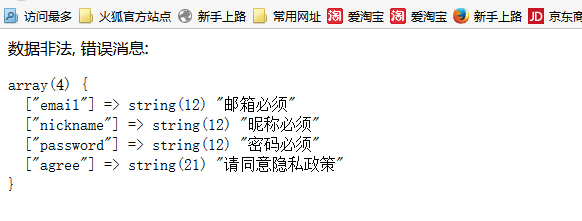 访问最多 火狐官方站点 新手上路 常用网址 爱淘宝 爱淘宝 新手上路 JD 京东商
数据非法, 错误消息:
array(4) {
  ["email"] => string(12) "邮箱必须"
  ["nickname"] => string(12) "昵称必须"
  ["password"] => string(12) "密码必须"
  ["agree"] => string(21) "请同意隐私政策"
}